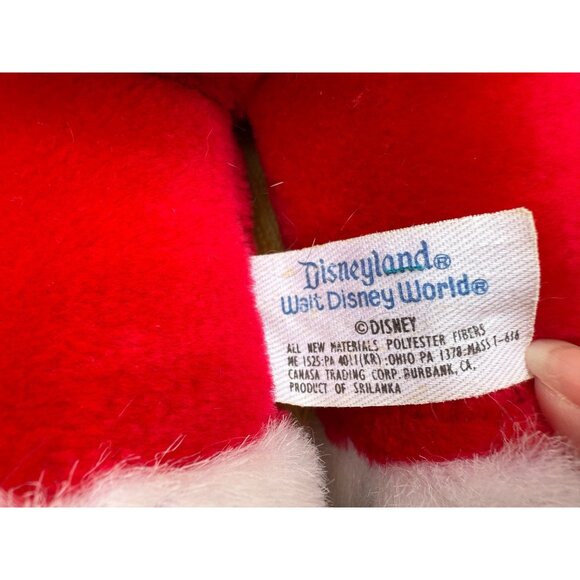 Disneyland®
Walt Disney World®
©DISNEY
ALL NEW MATERIALS POLYESTER FIBERS
ME 1525:PA 4011(KR):OHIO PA 1378:MASS T-636
CANASA TRADING CORP. BURBANK, CA.
PRODUCT OF SRILANKA